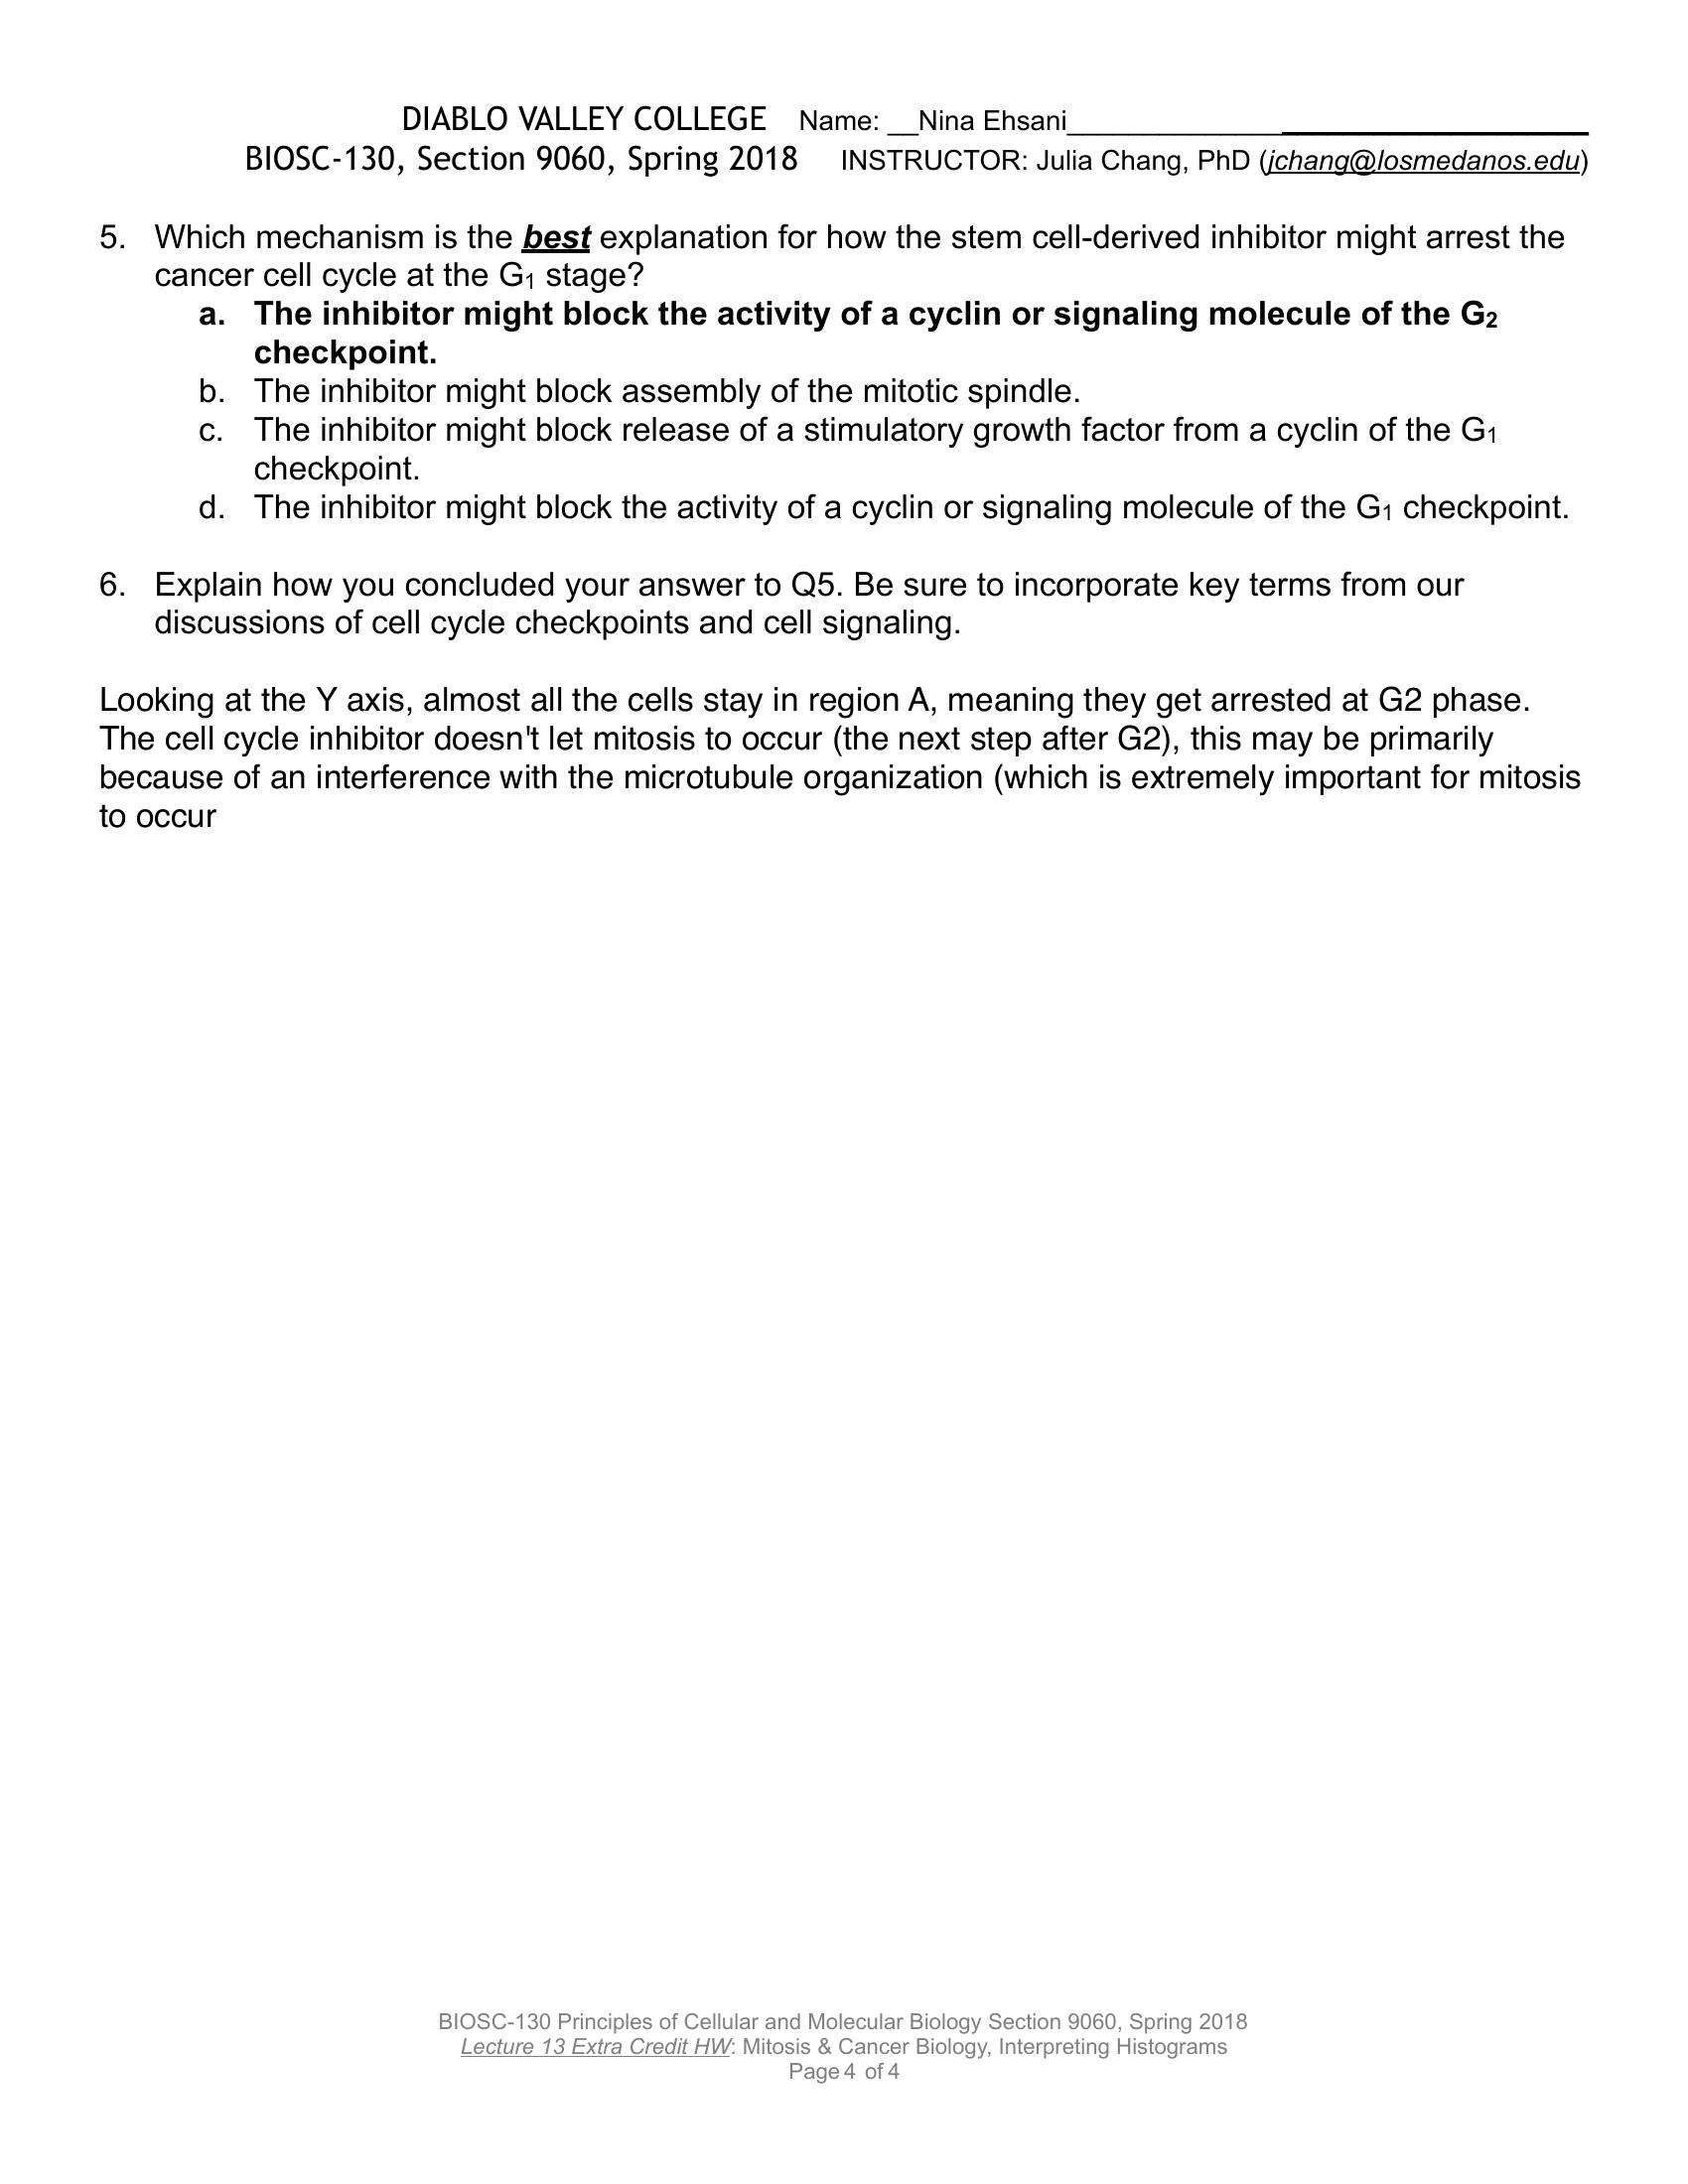 DIABLO VALLEY COLLEGE Name: __Nina Ehsani__________________________________
BIOSC-130, Section 9060, Spring 2018 INSTRUCTOR: Julia Chang, PhD (jchang@losmedanos.edu)
5. Which mechanism is the best explanation for how the stem cell-derived inhibitor might arrest the
cancer cell cycle at the G1 stage?
a. The inhibitor might block the activity of a cyclin or signaling molecule of the G2
checkpoint.
b. The inhibitor might block assembly of the mitotic spindle.
c. The inhibitor might block release of a stimulatory growth factor from a cyclin of the G1
checkpoint.
d. The inhibitor might block the activity of a cyclin or signaling molecule of the G1 checkpoint.
6. Explain how you concluded your answer to Q5. Be sure to incorporate key terms from our
discussions of cell cycle checkpoints and cell signaling.
Looking at the Y axis, almost all the cells stay in region A, meaning they get arrested at G2 phase.
The cell cycle inhibitor doesn't let mitosis to occur (the next step after G2), this may be primarily
because of an interference with the microtubule organization (which is extremely important for mitosis
to occur
BIOSC-130 Principles of Cellular and Molecular Biology Section 9060, Spring 2018
Lecture 13 Extra Credit HW: Mitosis & Cancer Biology, Interpreting Histograms
Page 4 of 4